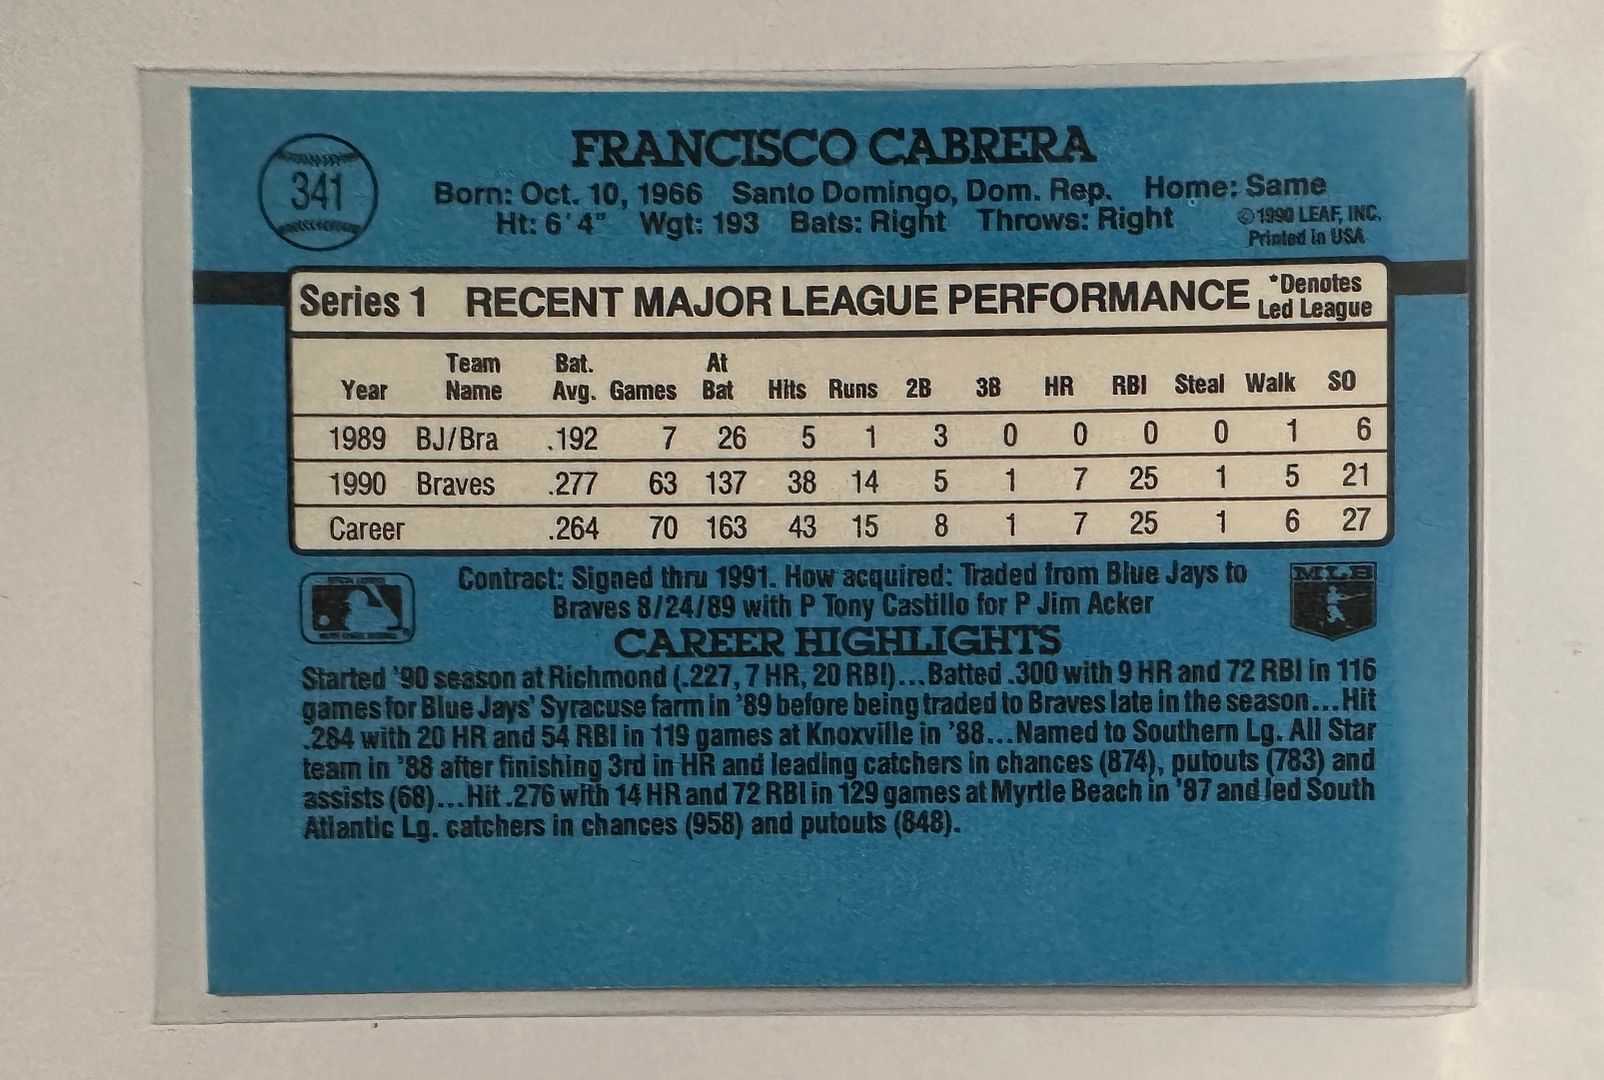 341
FRANCISCO CABRERA
Born: Oct. 10, 1966 Santo Domingo, Dom. Rep. Home: Same
Ht: 6'4" Wgt: 193 Bats: Right Throws: Right
©1990 LEAF, INC.
Printed in USA
Series 1 RECENT MAJOR LEAGUE PERFORMANCE *Denotes Led League
Year Team Name Bat. Avg. Games At Bat Hits Runs 2B 3B HR RBI Steal Walk SO
1989 BJ/Bra .192 7 26 5 1 3 0 0 0 0 1 6
1990 Braves .277 63 137 38 14 5 1 7 25 1 5 21
Career .264 70 163 43 15 8 1 7 25 1 6 27
Contract: Signed thru 1991. How acquired: Traded from Blue Jays to
Braves 8/24/89 with P Tony Castillo for P Jim Acker
MLB
CAREER HIGHLIGHTS
Started '90 season at Richmond (.227, 7 HR, 20 RBI)...Batted .300 with 9 HR and 72 RBI in 116
games for Blue Jays' Syracuse farm in '89 before being traded to Braves late in the season...Hit
.284 with 20 HR and 54 RBI in 119 games at Knoxville in '88...Named to Southern Lg. All Star
team in '88 after finishing 3rd in HR and leading catchers in chances (874), putouts (783) and
assists (68)...Hit .276 with 14 HR and 72 RBI in 129 games at Myrtle Beach in '87 and led South
Atlantic Lg. catchers in chances (958) and putouts (848).